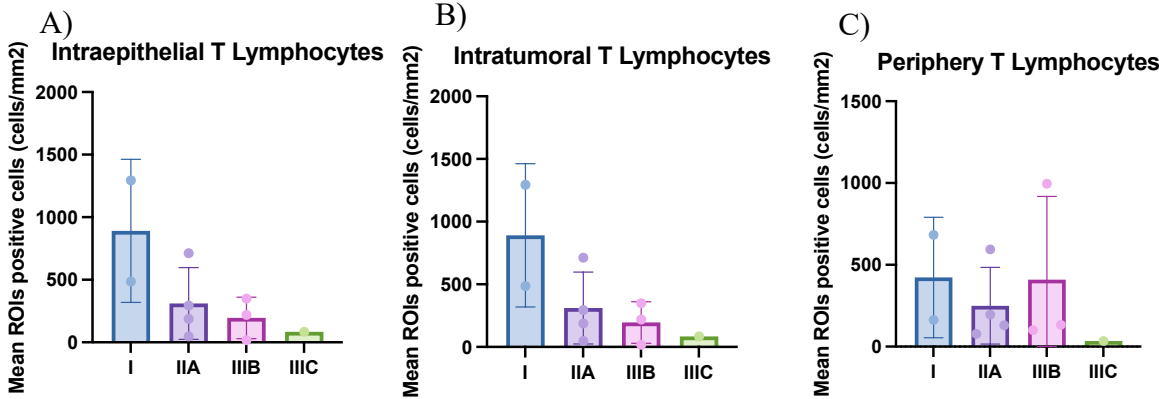 A)
Intraepithelial T Lymphocytes
Mean ROIs positive cells (cells/mm2)
2000
1500
1000
500
0
I IIA IIIB IIIC
B)
Intratumoral T Lymphocytes
Mean ROIs positive cells (cells/mm2)
2000
1500
1000
500
0
I IIA IIIB IIIC
C)
Periphery T Lymphocytes
Mean ROIs positive cells (cells/mm2)
1500
1000
500
0
I IIA IIIB IIIC